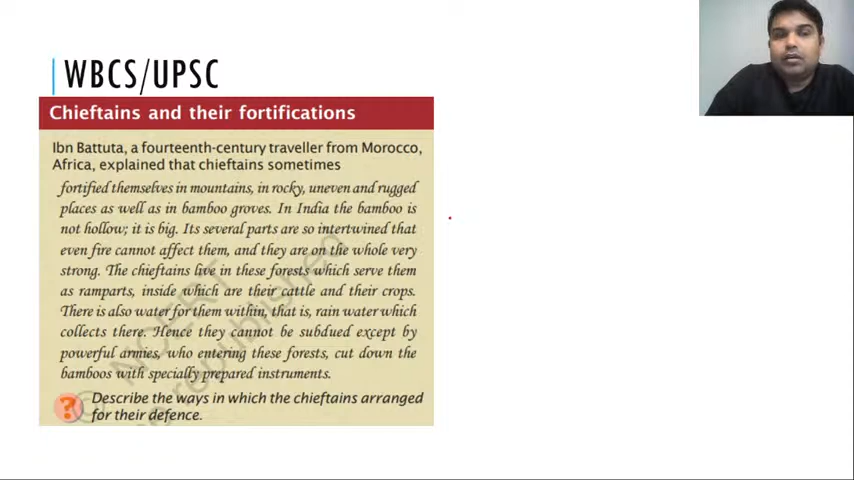 WBCS/UPSC
Chieftains and their fortifications
Ibn Battuta, a fourteenth-century traveller from Morocco,
Africa, explained that chieftains sometimes
fortified themselves in mountains, in rocky, uneven and rugged
places as well as in bamboo groves. In India the bamboo is
not hollow; it is big. Its several parts are so intertwined that
even fire cannot affect them, and they are on the whole very
strong. The chieftains live in these forests which serve them
as ramparts, inside which are their cattle and their crops.
There is also water for them within, that is, rain water which
collects there. Hence they cannot be subdued except by
powerful armies, who entering these forests, cut down the
bamboos with specially prepared instruments.
?
Describe the ways in which the chieftains arranged
for their defence.
© NCERT
republished